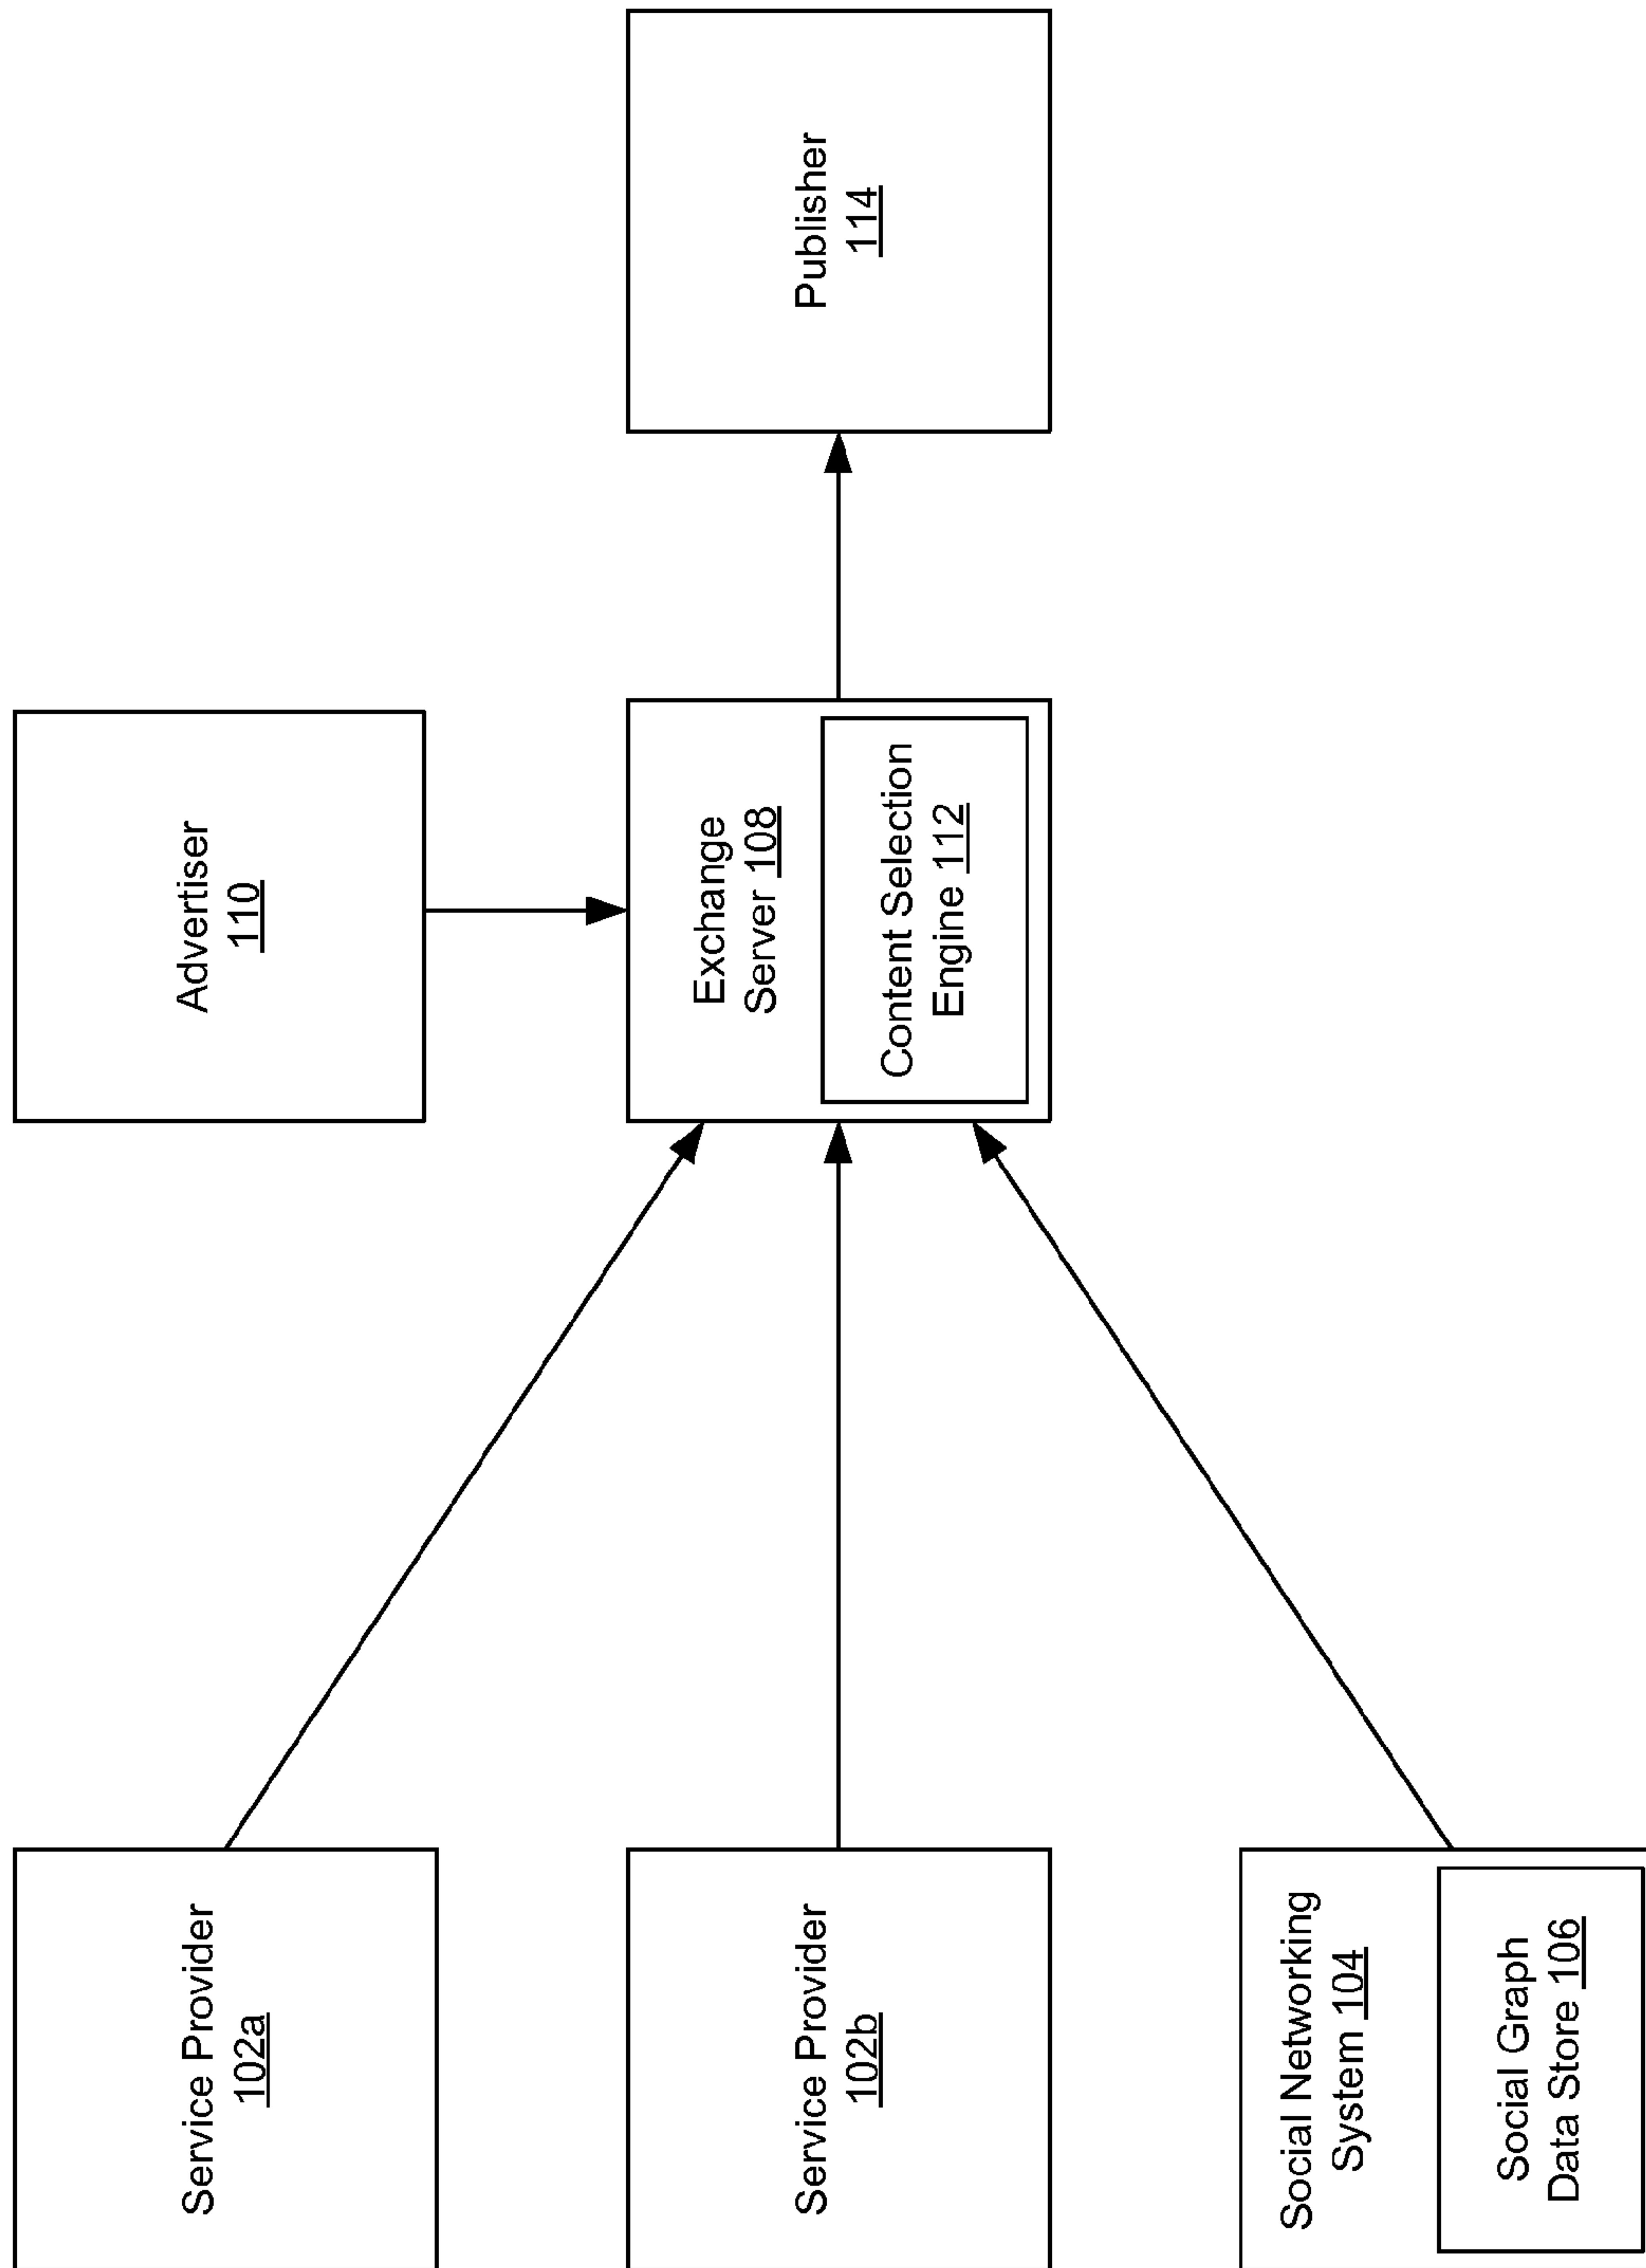 Service Provider
102a
Service Provider
102b
Social Networking
System 104
Social Graph
Data Store 106
Advertiser
110
Exchange
Server 108
Content Selection
Engine 112
Publisher
114